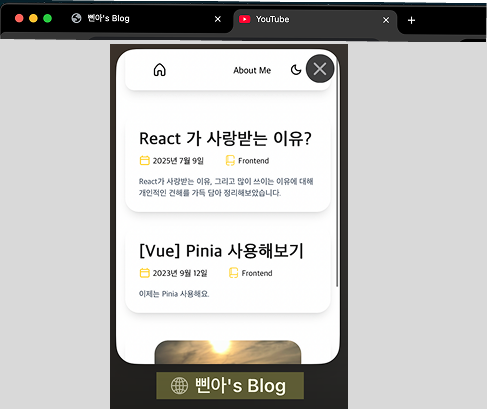 삔아's Blog
YouTube
About Me
React 가 사랑받는 이유?
2025년 7월 9일
Frontend
React가 사랑받는 이유, 그리고 많이 쓰이는 이유에 대해
개인적인 견해를 가득 담아 정리해보았습니다.
[Vue] Pinia 사용해보기
2023년 9월 12일
Frontend
이제는 Pinia 사용해요.
삔아's Blog